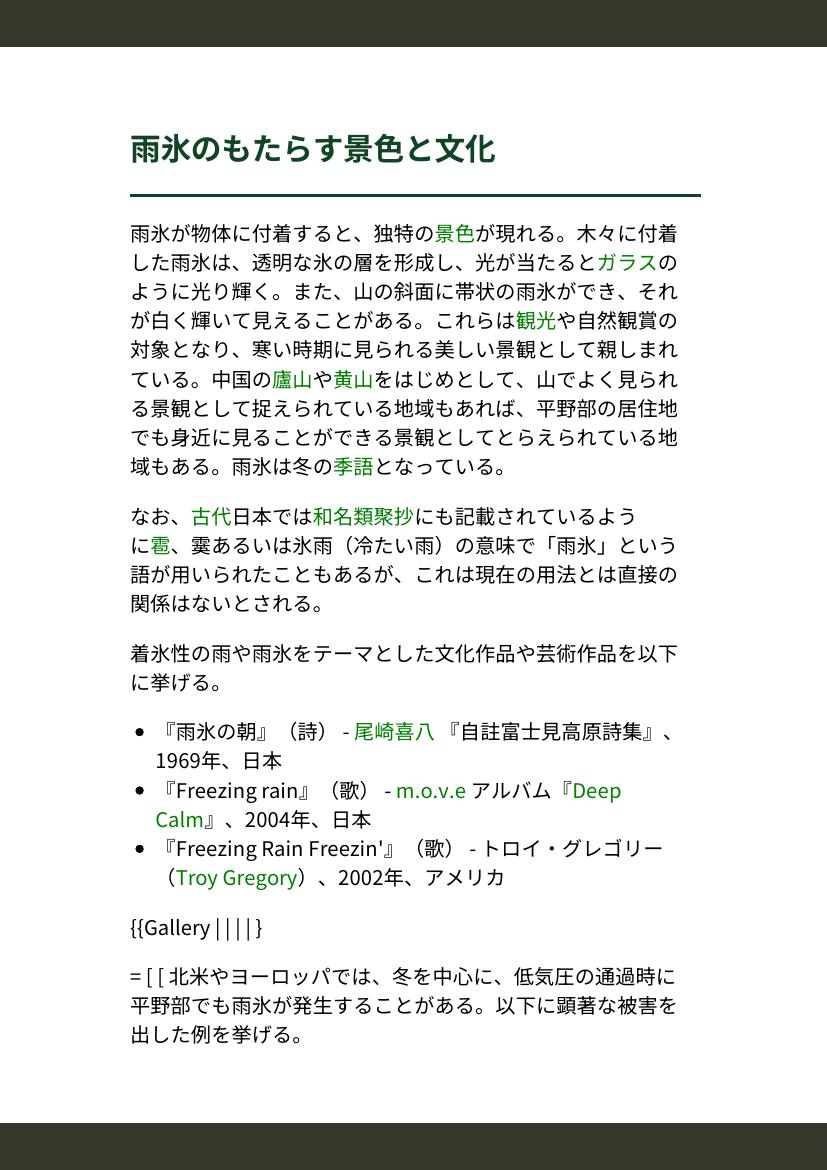 雨氷のもたらす景色と文化
雨氷が物体に付着すると、独特の景色が現れる。木々に付着
した雨氷は、透明な氷の層を形成し、光が当たるとガラスの
ように光り輝く。また、山の斜面に帯状の雨氷ができ、それ
が白く輝いて見えることがある。これらは観光や自然観賞の
対象となり、寒い時期に見られる美しい景観として親しまれ
ている。中国の廬山や黄山をはじめとして、山でよく見られ
る景観として捉えられている地域もあれば、平野部の居住地
でも身近に見ることができる景観としてとらえられている地
域もある。雨氷は冬の季語となっている。
なお、古代日本では和名類聚抄にも記載されているよう
に雹、霙あるいは氷雨（冷たい雨）の意味で「雨氷」という
語が用いられたこともあるが、これは現在の用法とは直接の
関係はないとされる。
着氷性の雨や雨氷をテーマとした文化作品や芸術作品を以下
に挙げる。
• 『雨氷の朝』（詩） - 尾崎喜八 『自註富士見高原詩集』、
1969年、日本
• 『Freezing rain』（歌） - m.o.v.e アルバム『Deep
Calm』、2004年、日本
• 『Freezing Rain Freezin'』（歌） - トロイ・グレゴリー
（Troy Gregory）、2002年、アメリカ
{{Gallery | | | | }
= [ [ 北米やヨーロッパでは、冬を中心に、低気圧の通過時に
平野部でも雨氷が発生することがある。以下に顕著な被害を
出した例を挙げる。